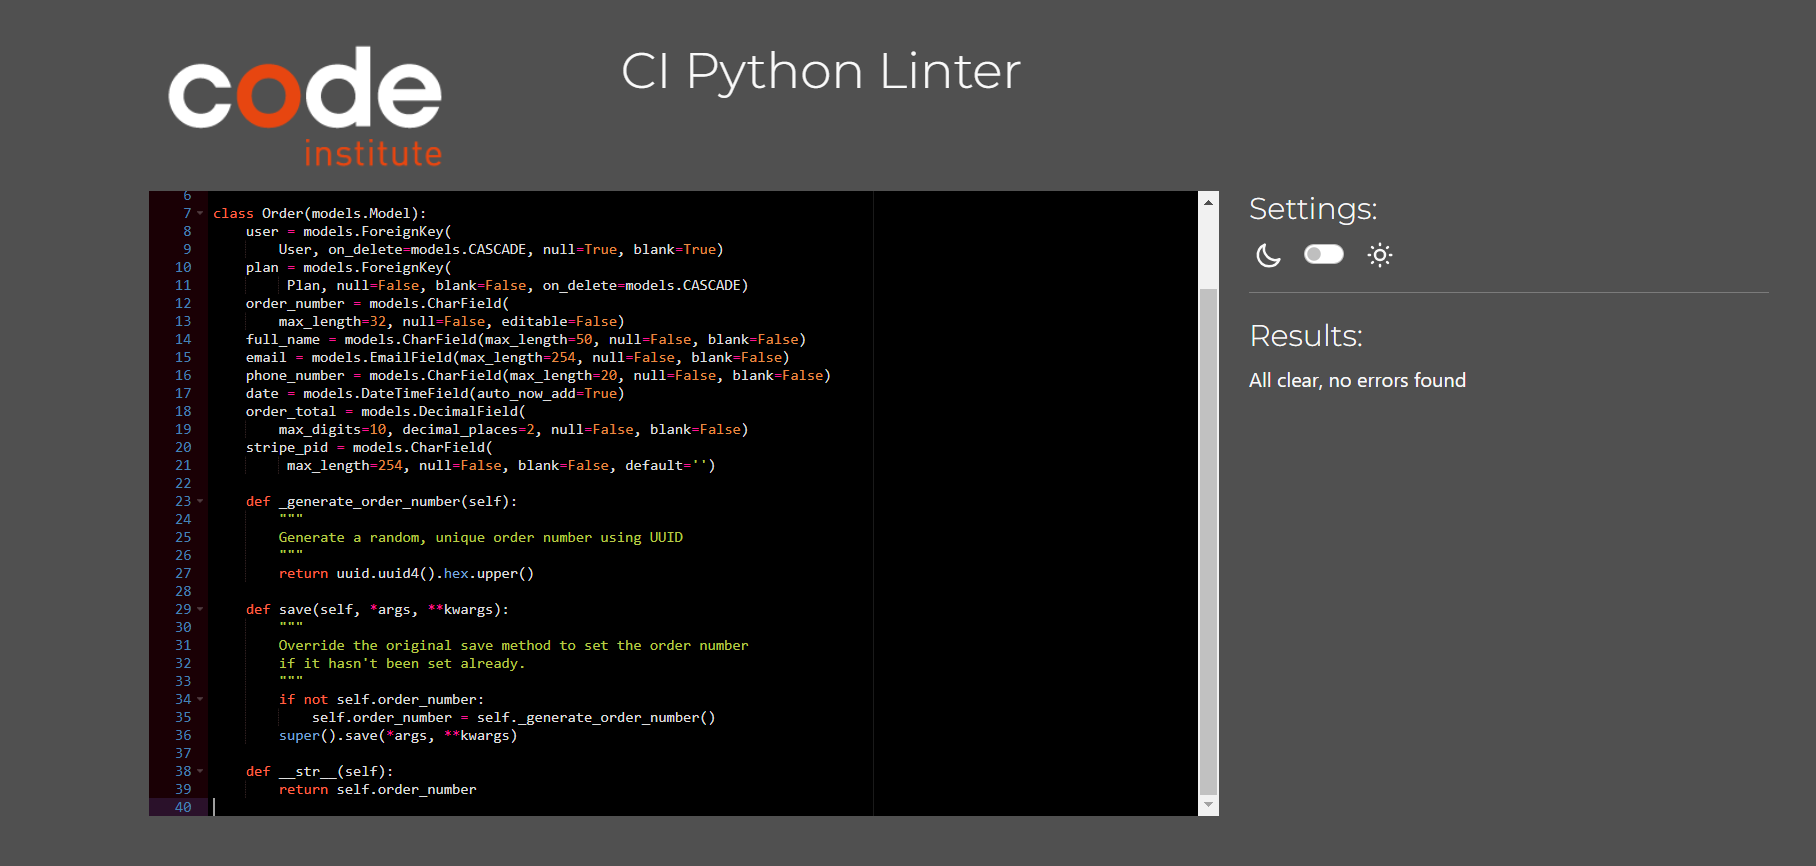 code
institute
CI Python Linter
6
7 class Order(models.Model):
8     user = models.ForeignKey(
9         User, on_delete=models.CASCADE, null=True, blank=True)
10     plan = models.ForeignKey(
11          Plan, null=False, blank=False, on_delete=models.CASCADE)
12     order_number = models.CharField(
13         max_length=32, null=False, editable=False)
14     full_name = models.CharField(max_length=50, null=False, blank=False)
15     email = models.EmailField(max_length=254, null=False, blank=False)
16     phone_number = models.CharField(max_length=20, null=False, blank=False)
17     date = models.DateTimeField(auto_now_add=True)
18     order_total = models.DecimalField(
19         max_digits=10, decimal_places=2, null=False, blank=False)
20     stripe_pid = models.CharField(
21          max_length=254, null=False, blank=False, default='')
22
23     def _generate_order_number(self):
24         """
25         Generate a random, unique order number using UUID
26         """
27         return uuid.uuid4().hex.upper()
28
29     def save(self, *args, **kwargs):
30         """
31         Override the original save method to set the order number
32         if it hasn't been set already.
33         """
34         if not self.order_number:
35             self.order_number = self._generate_order_number()
36         super().save(*args, **kwargs)
37
38     def __str__(self):
39         return self.order_number
40
Settings:
Results:
All clear, no errors found